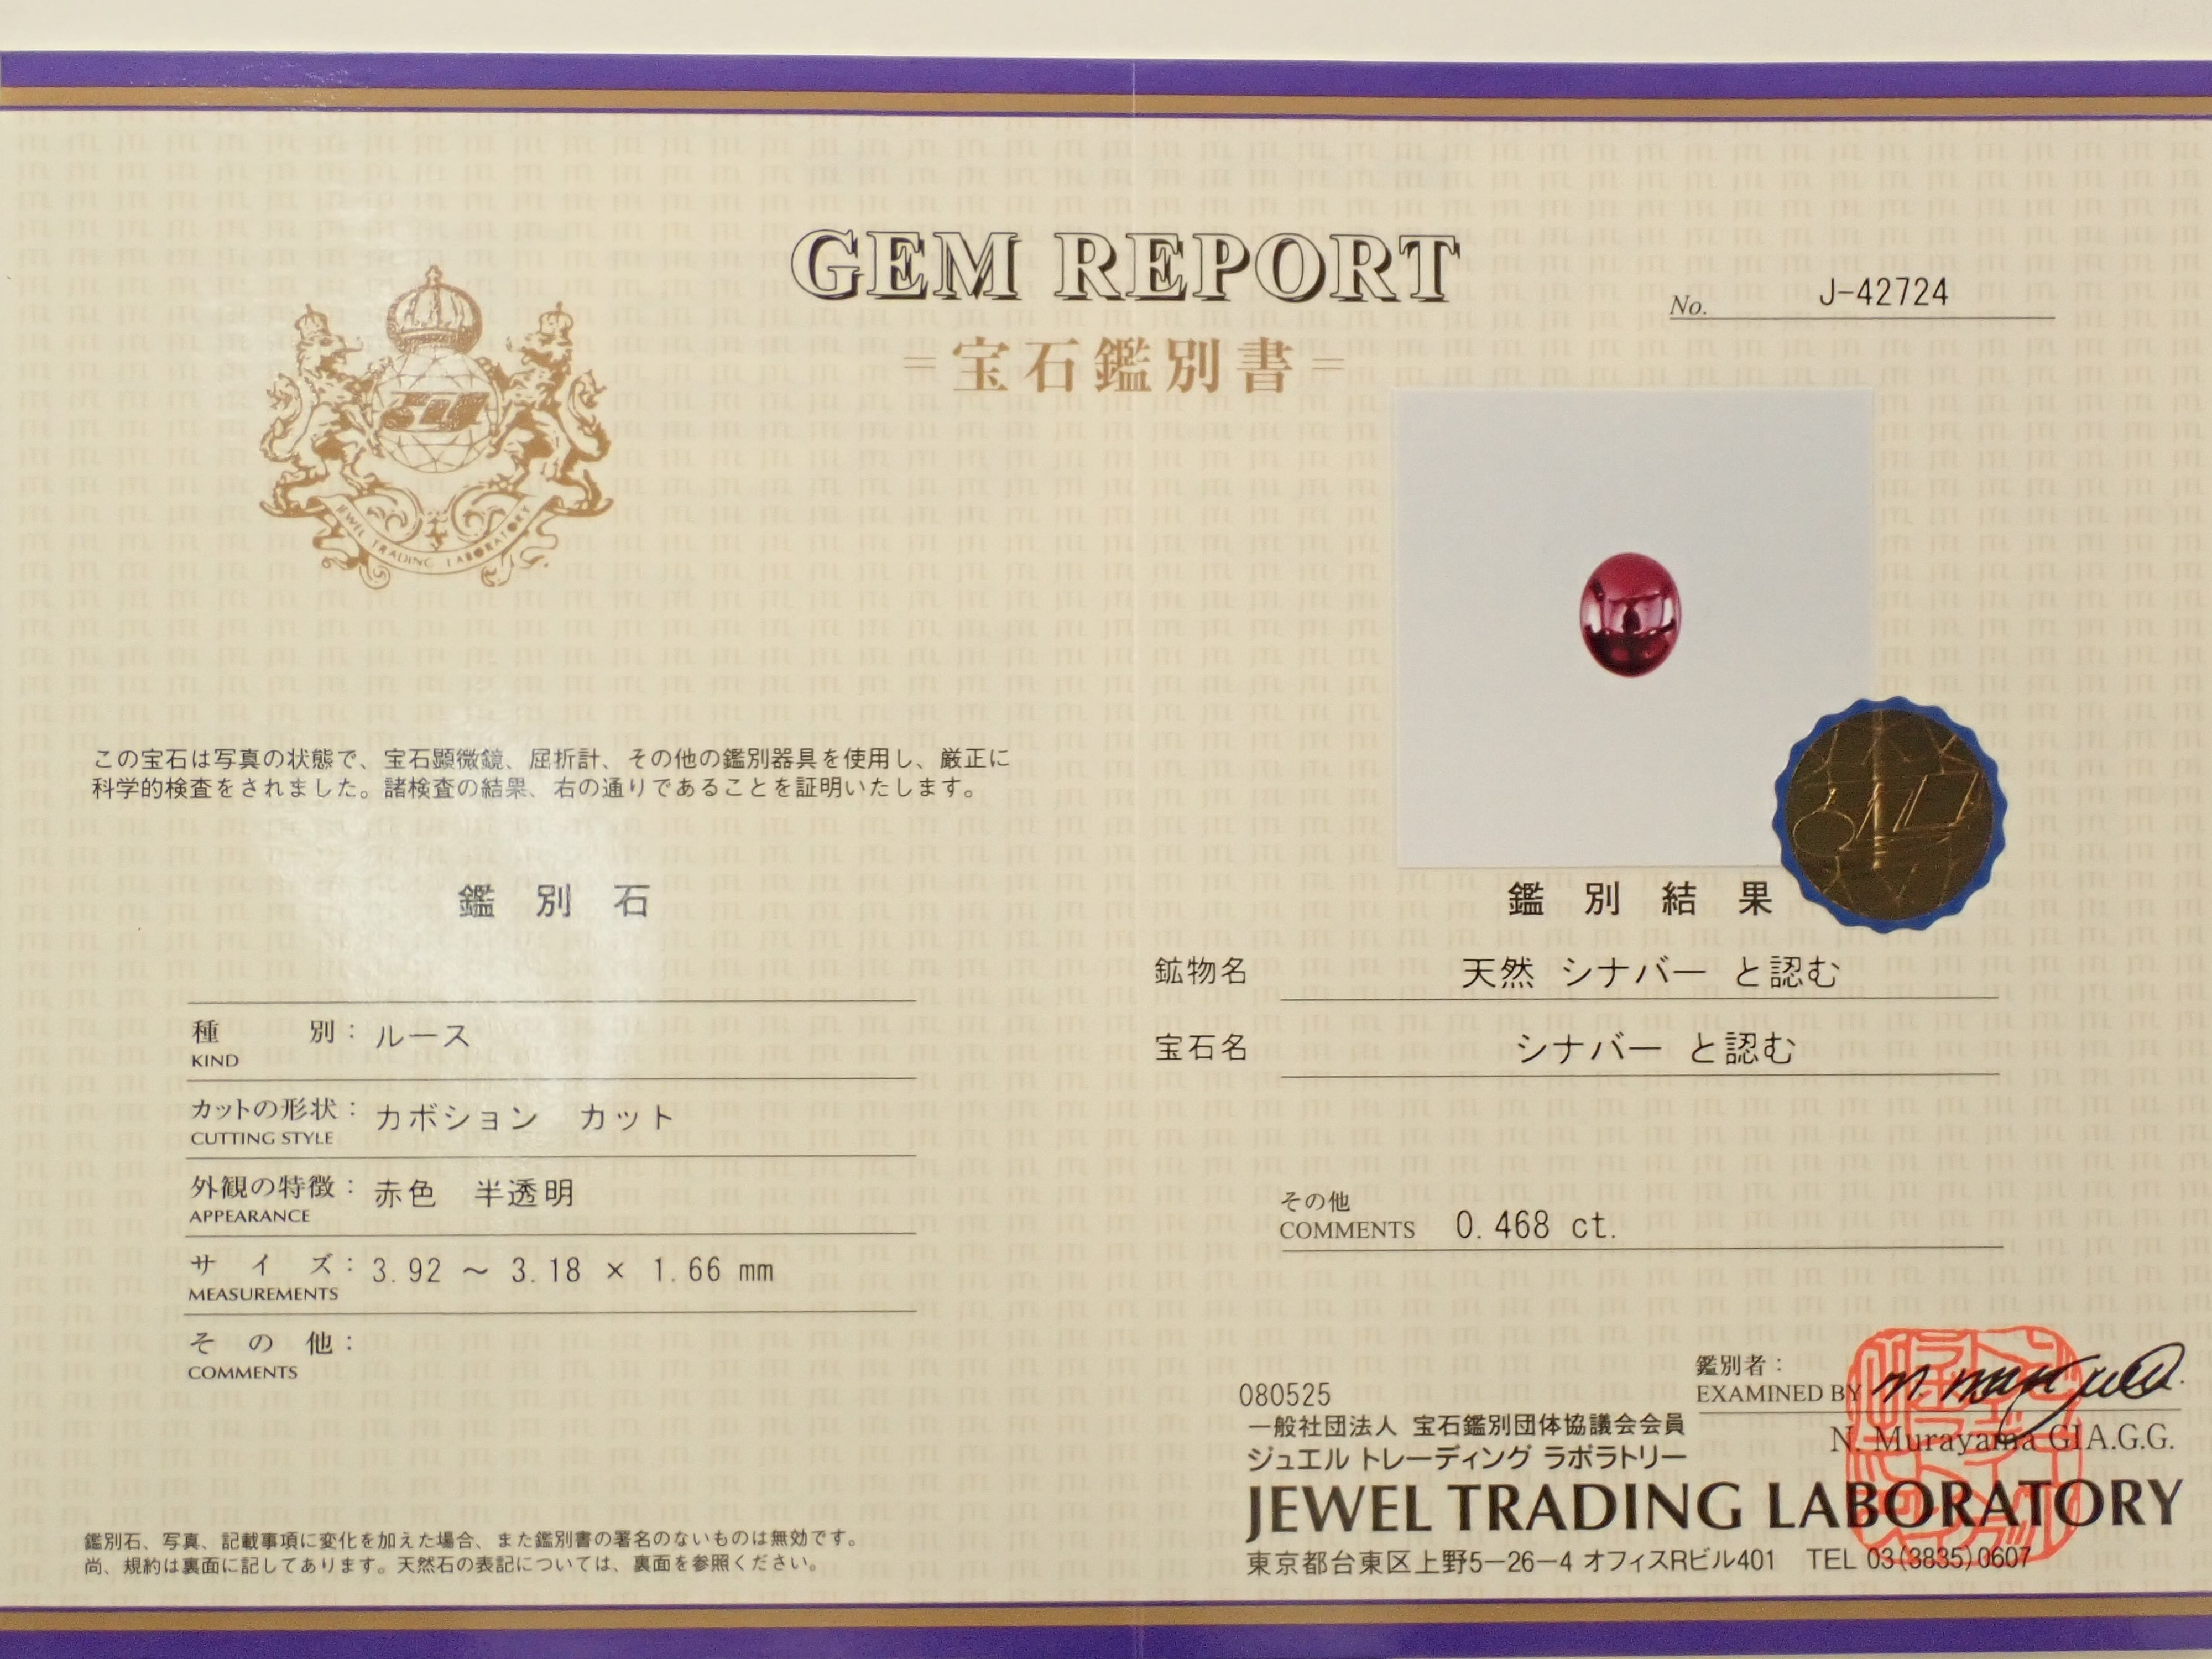 GEM REPORT
No. J-42724
=宝石鑑別書=
JEWEL TRADING LABORATORY
この宝石は写真の状態で、宝石顕微鏡、屈折計、その他の鑑別器具を使用し、厳正に
科学的検査をされました。諸検査の結果、右の通りであることを証明いたします。
鑑別石
種別: ルース
KIND
カットの形状: カボション カット
CUTTING STYLE
外観の特徴: 赤色 半透明
APPEARANCE
サイズ: 3.92 ～ 3.18 × 1.66 mm
MEASUREMENTS
その他:
COMMENTS
鑑別石、写真、記載事項に変化を加えた場合、また鑑別書の署名のないものは無効です。
尚、規約は裏面に記してあります。天然石の表記については、裏面を参照ください。
鑑別結果
鉱物名 天然 シナバー と認む
宝石名 シナバー と認む
その他
COMMENTS 0.468 ct.
鑑別者:
EXAMINED BY
N. Murayama GIA.G.G.
080525
一般社団法人 宝石鑑別団体協議会会員
ジュエル トレーディング ラボラトリー
JEWEL TRADING LABORATORY
東京都台東区上野5-26-4 オフィスRビル401 TEL 03(3835)0607